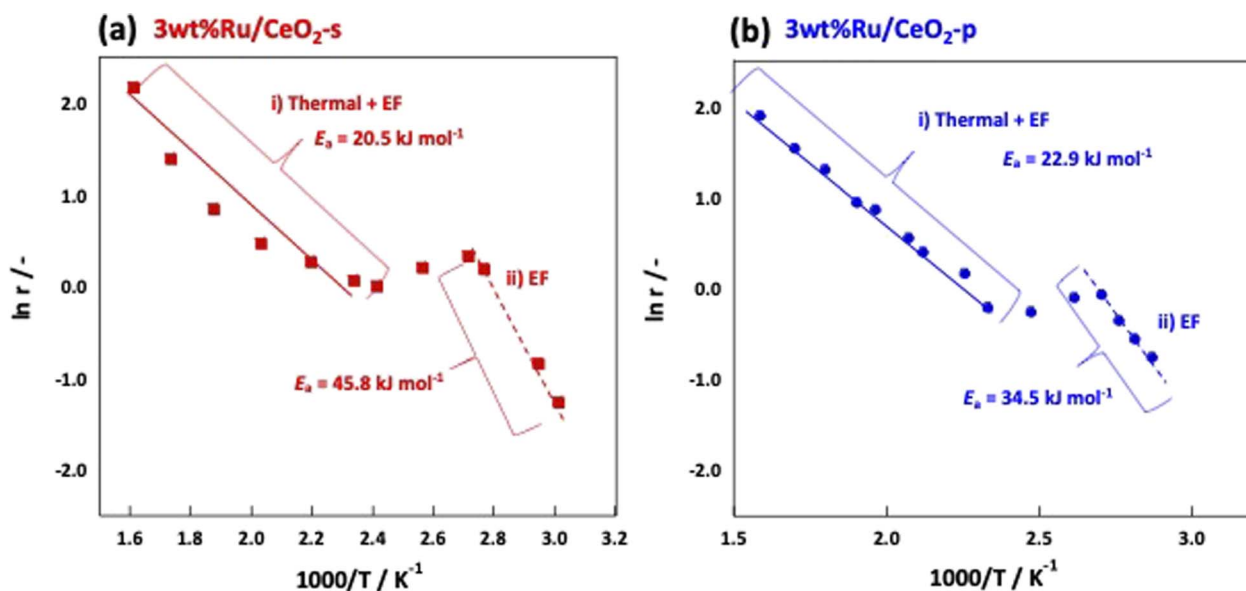 (a) 3wt%Ru/CeO₂-s
i) Thermal + EF
Eₐ = 20.5 kJ mol⁻¹
ii) EF
Eₐ = 45.8 kJ mol⁻¹
ln r / -
2.0
1.0
0.0
-1.0
-2.0
1.6 1.8 2.0 2.2 2.4 2.6 2.8 3.0 3.2
1000/T / K⁻¹
(b) 3wt%Ru/CeO₂-p
i) Thermal + EF
Eₐ = 22.9 kJ mol⁻¹
ii) EF
Eₐ = 34.5 kJ mol⁻¹
ln r / -
2.0
1.0
0.0
-1.0
-2.0
1.5 2.0 2.5 3.0
1000/T / K⁻¹